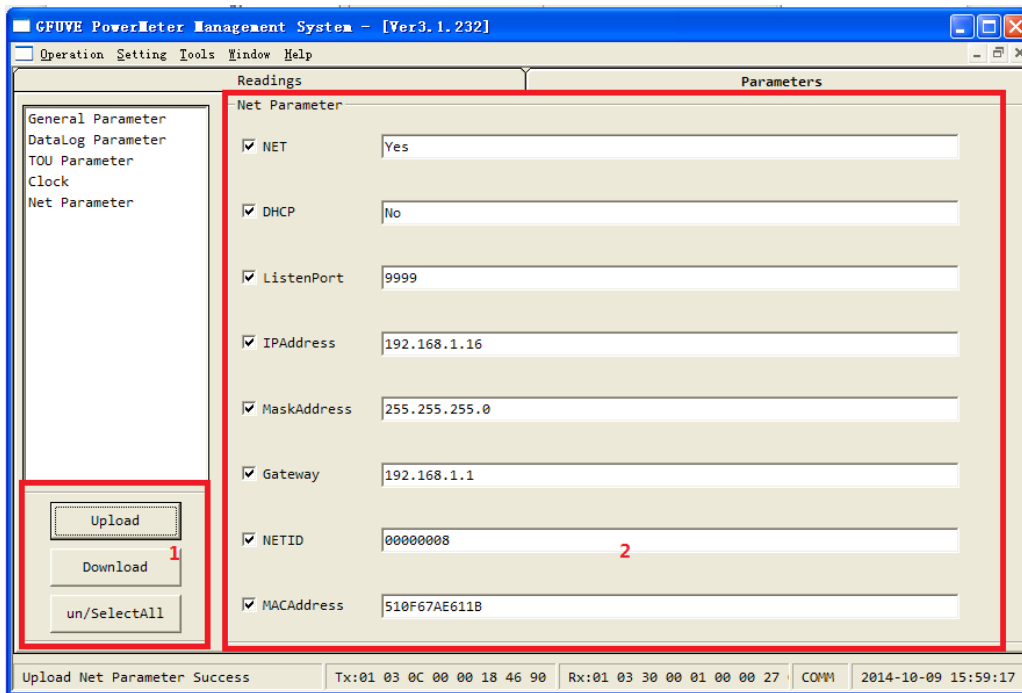 GFUVE PowerMeter Management System - [Ver3.1.232]
Operation Setting Tools Window Help
Readings Parameters
General Parameter
DataLog Parameter
TOU Parameter
Clock
Net Parameter
Net Parameter
NET Yes
DHCP No
ListenPort 9999
IPAddress 192.168.1.16
MaskAddress 255.255.255.0
Gateway 192.168.1.1
NETID 00000008
MACAddress 510F67AE611B
2
Upload
1
Download
un/SelectAll
Upload Net Parameter Success Tx:01 03 0C 00 00 18 46 90 Rx:01 03 30 00 01 00 00 27 COMM 2014-10-09 15:59:17